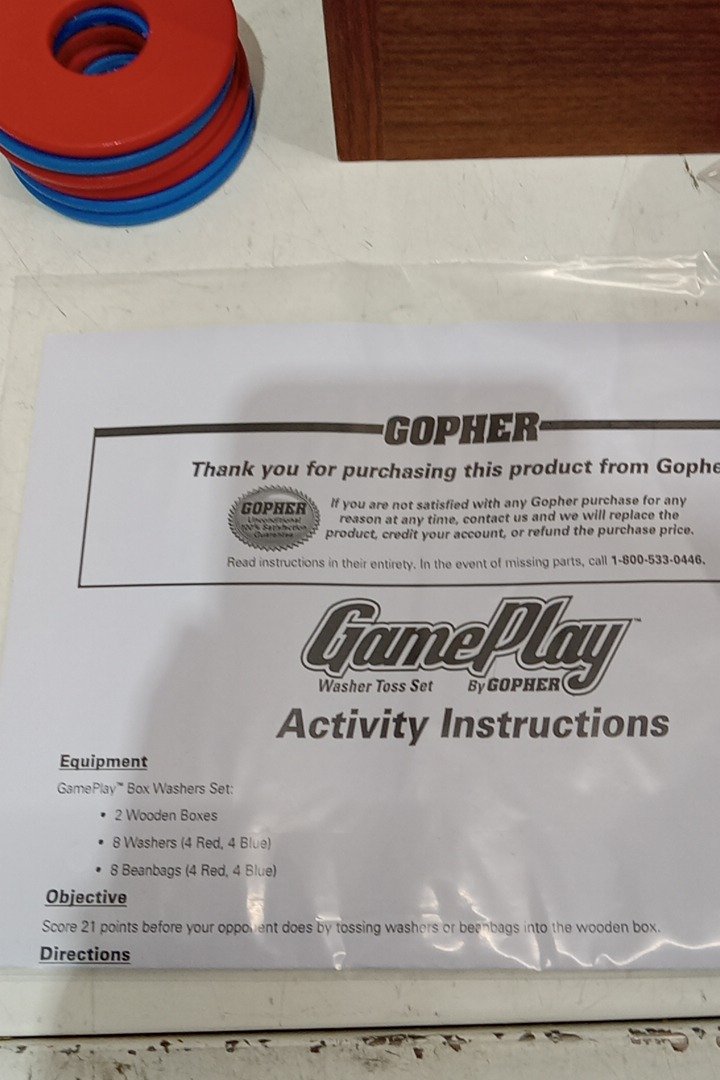 GOPHER
Thank you for purchasing this product from Gophe
GOPHER
Unconditional
100% Satisfaction
Guarantee
If you are not satisfied with any Gopher purchase for any
reason at any time, contact us and we will replace the
product, credit your account, or refund the purchase price.
Read instructions in their entirety. In the event of missing parts, call 1-800-533-0446.
GamePlay™
Washer Toss Set By GOPHER
Activity Instructions
Equipment
GamePlay™ Box Washers Set:
• 2 Wooden Boxes
• 8 Washers (4 Red, 4 Blue)
• 8 Beanbags (4 Red, 4 Blue)
Objective
Score 21 points before your opponent does by tossing washers or beanbags into the wooden box.
Directions